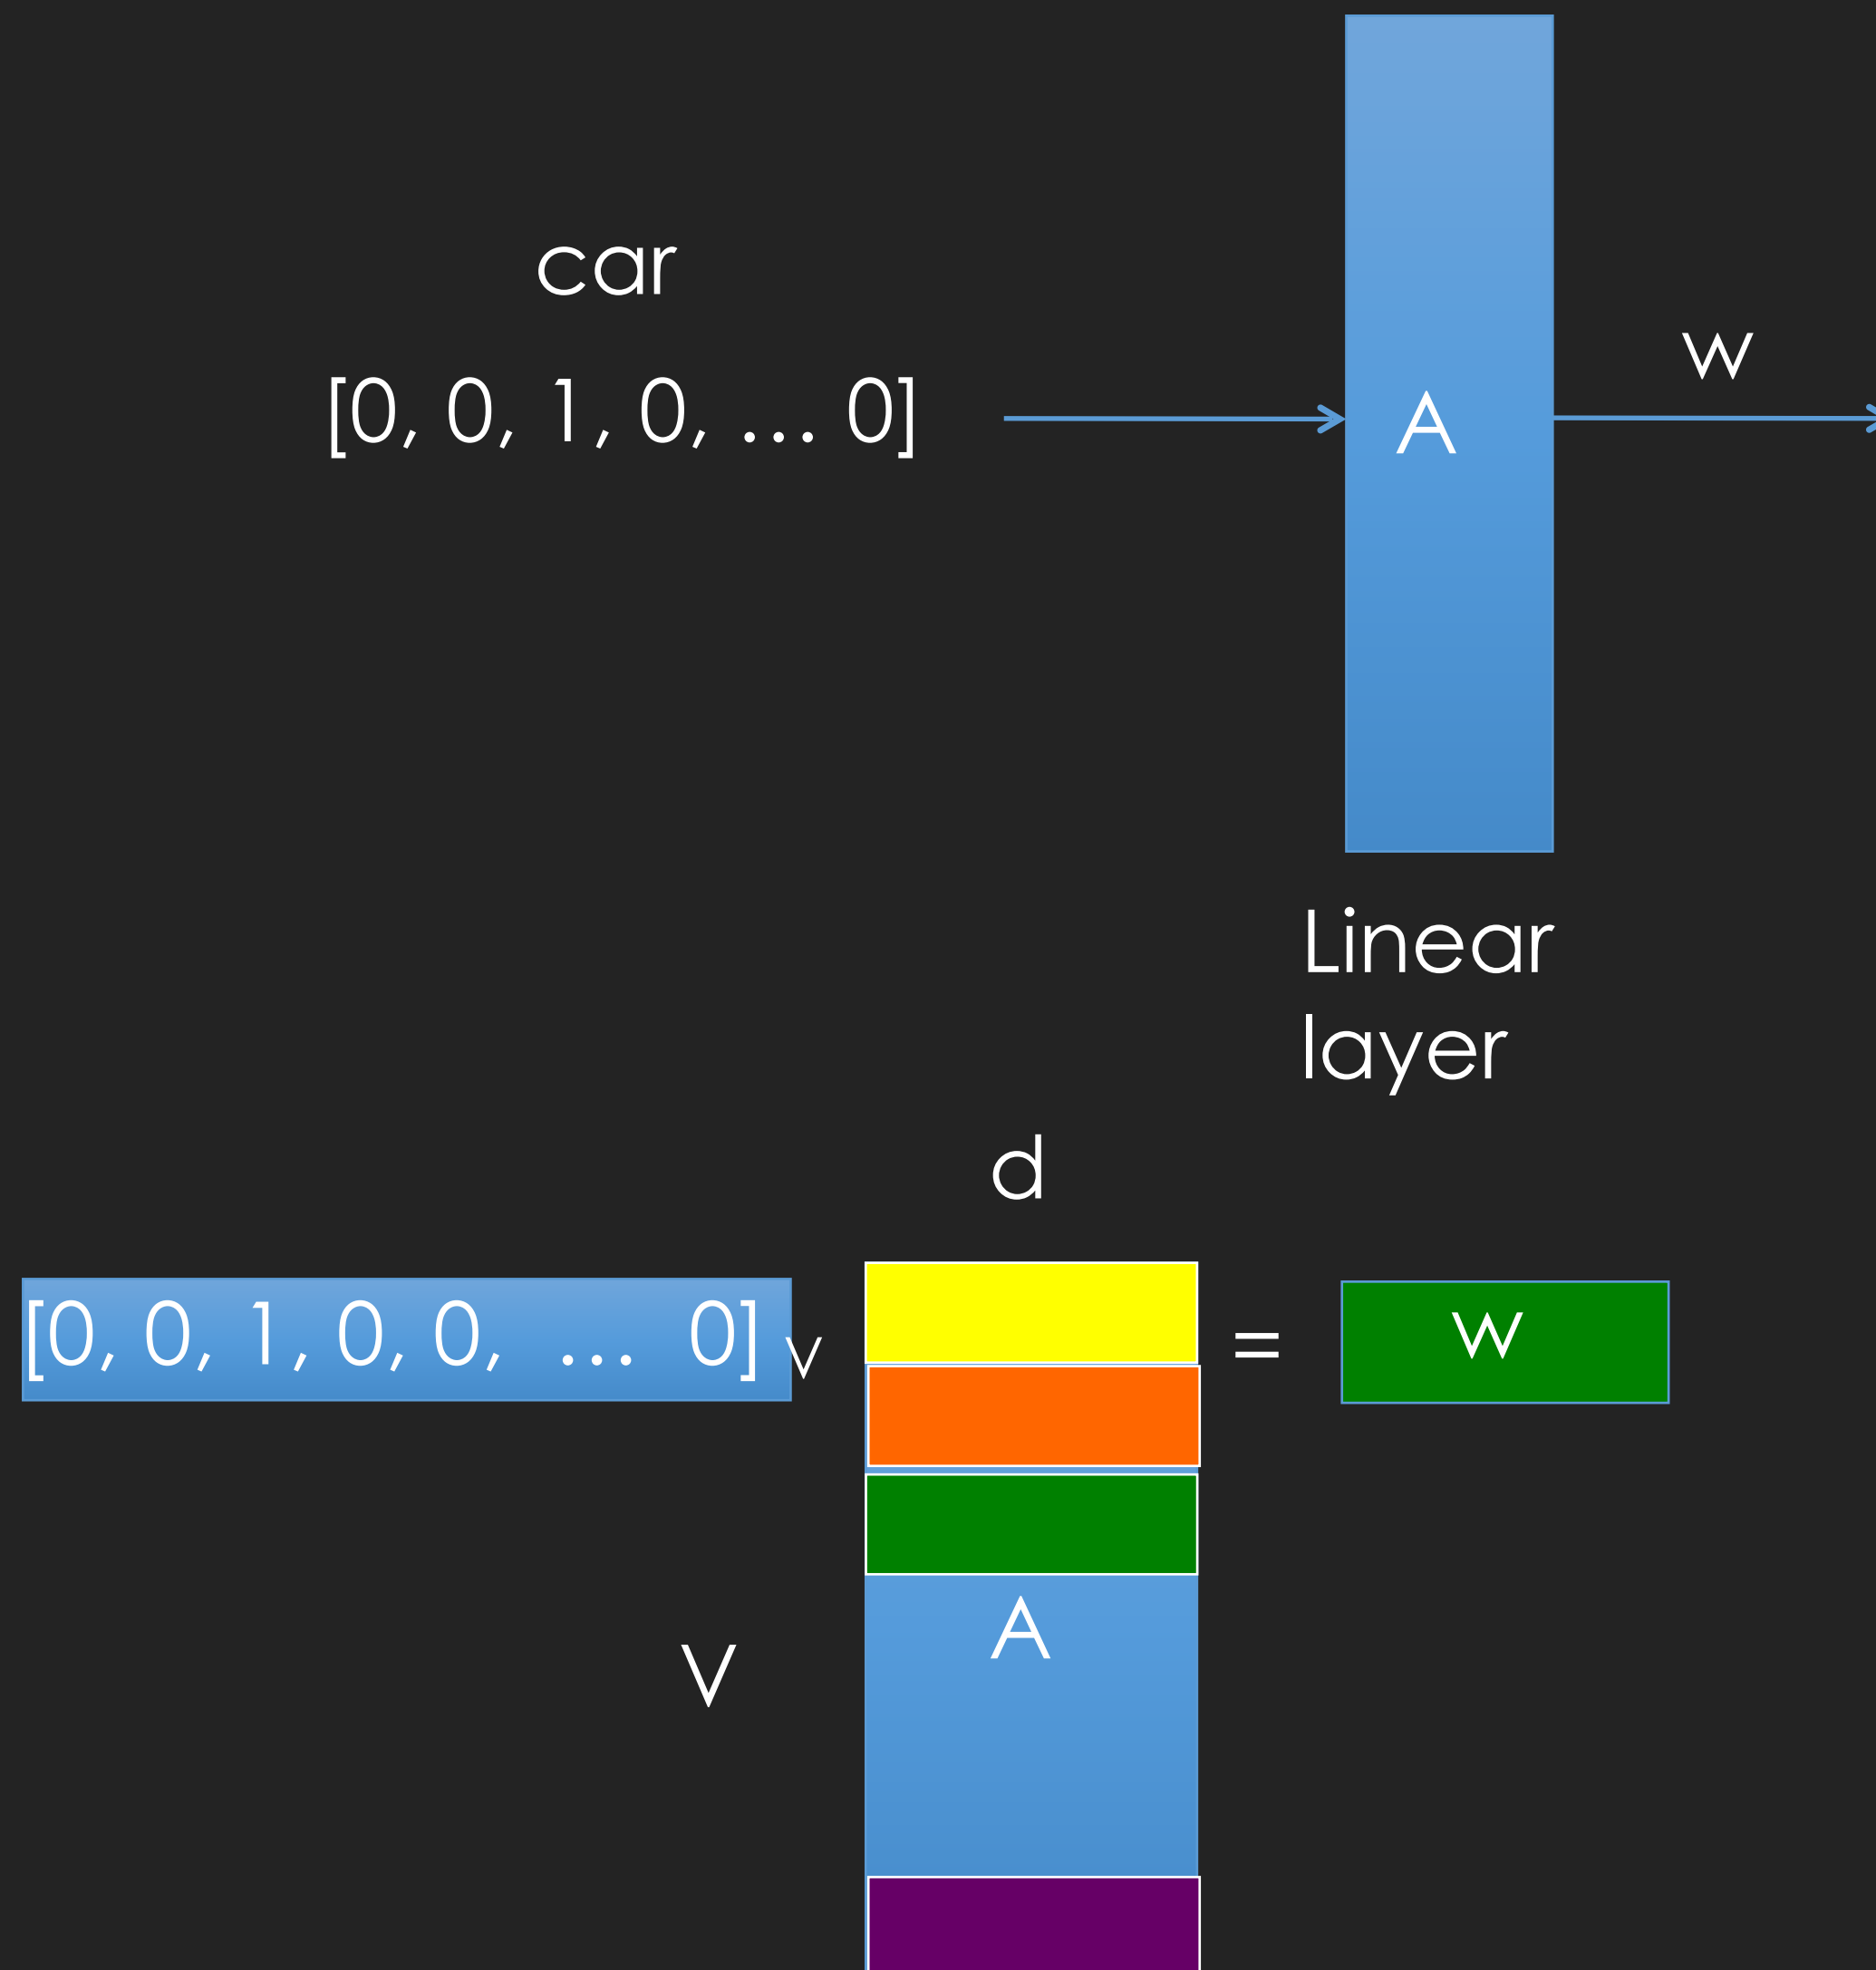 car
[0, 0, 1, 0, ... 0]
A
w
Linear
layer
d
[0, 0, 1, 0, 0, ... 0]
v
=
w
A
V